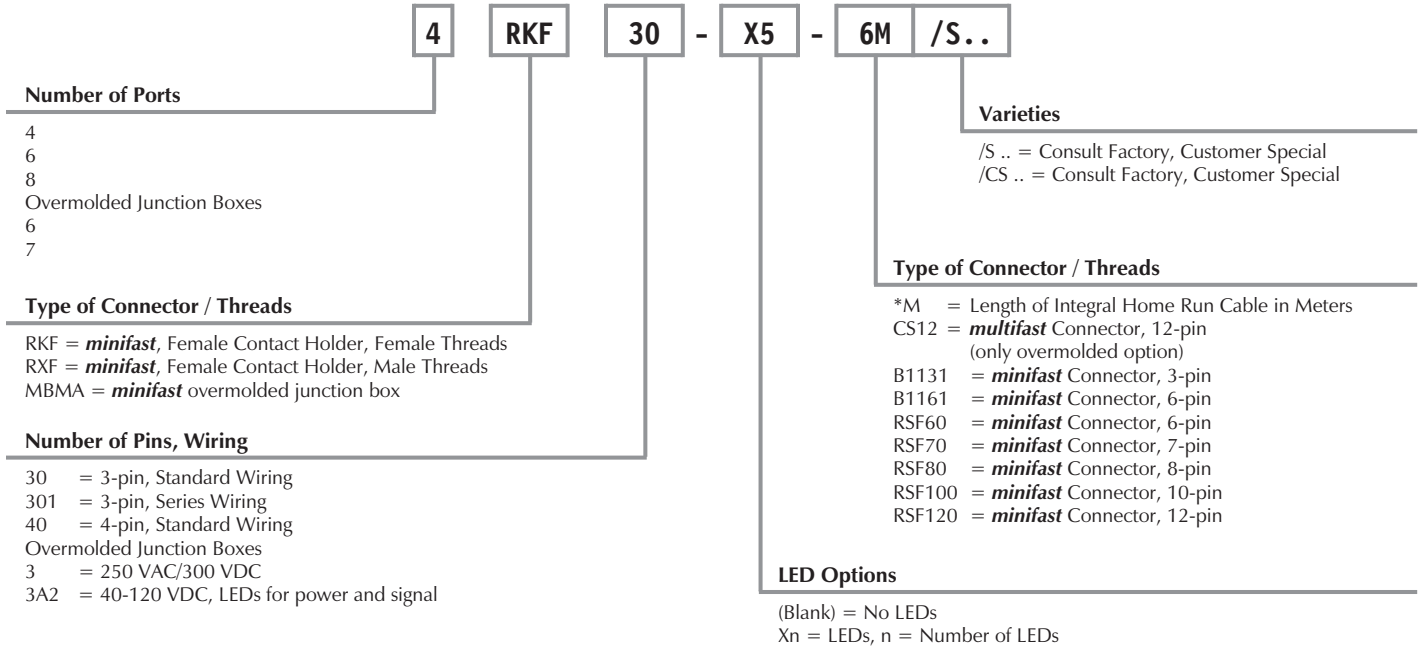 4 RKF 30 - X5 - 6M /S..
Number of Ports
4
6
8
Overmolded Junction Boxes
6
7
Type of Connector / Threads
RKF = minifast, Female Contact Holder, Female Threads
RXF = minifast, Female Contact Holder, Male Threads
MBMA = minifast overmolded junction box
Number of Pins, Wiring
30 = 3-pin, Standard Wiring
301 = 3-pin, Series Wiring
40 = 4-pin, Standard Wiring
Overmolded Junction Boxes
3 = 250 VAC/300 VDC
3A2 = 40-120 VDC, LEDs for power and signal
Varieties
/S .. = Consult Factory, Customer Special
/CS .. = Consult Factory, Customer Special
Type of Connector / Threads
*M = Length of Integral Home Run Cable in Meters
CS12 = multifast Connector, 12-pin
(only overmolded option)
B1131 = minifast Connector, 3-pin
B1161 = minifast Connector, 6-pin
RSF60 = minifast Connector, 6-pin
RSF70 = minifast Connector, 7-pin
RSF80 = minifast Connector, 8-pin
RSF100 = minifast Connector, 10-pin
RSF120 = minifast Connector, 12-pin
LED Options
(Blank) = No LEDs
Xn = LEDs, n = Number of LEDs